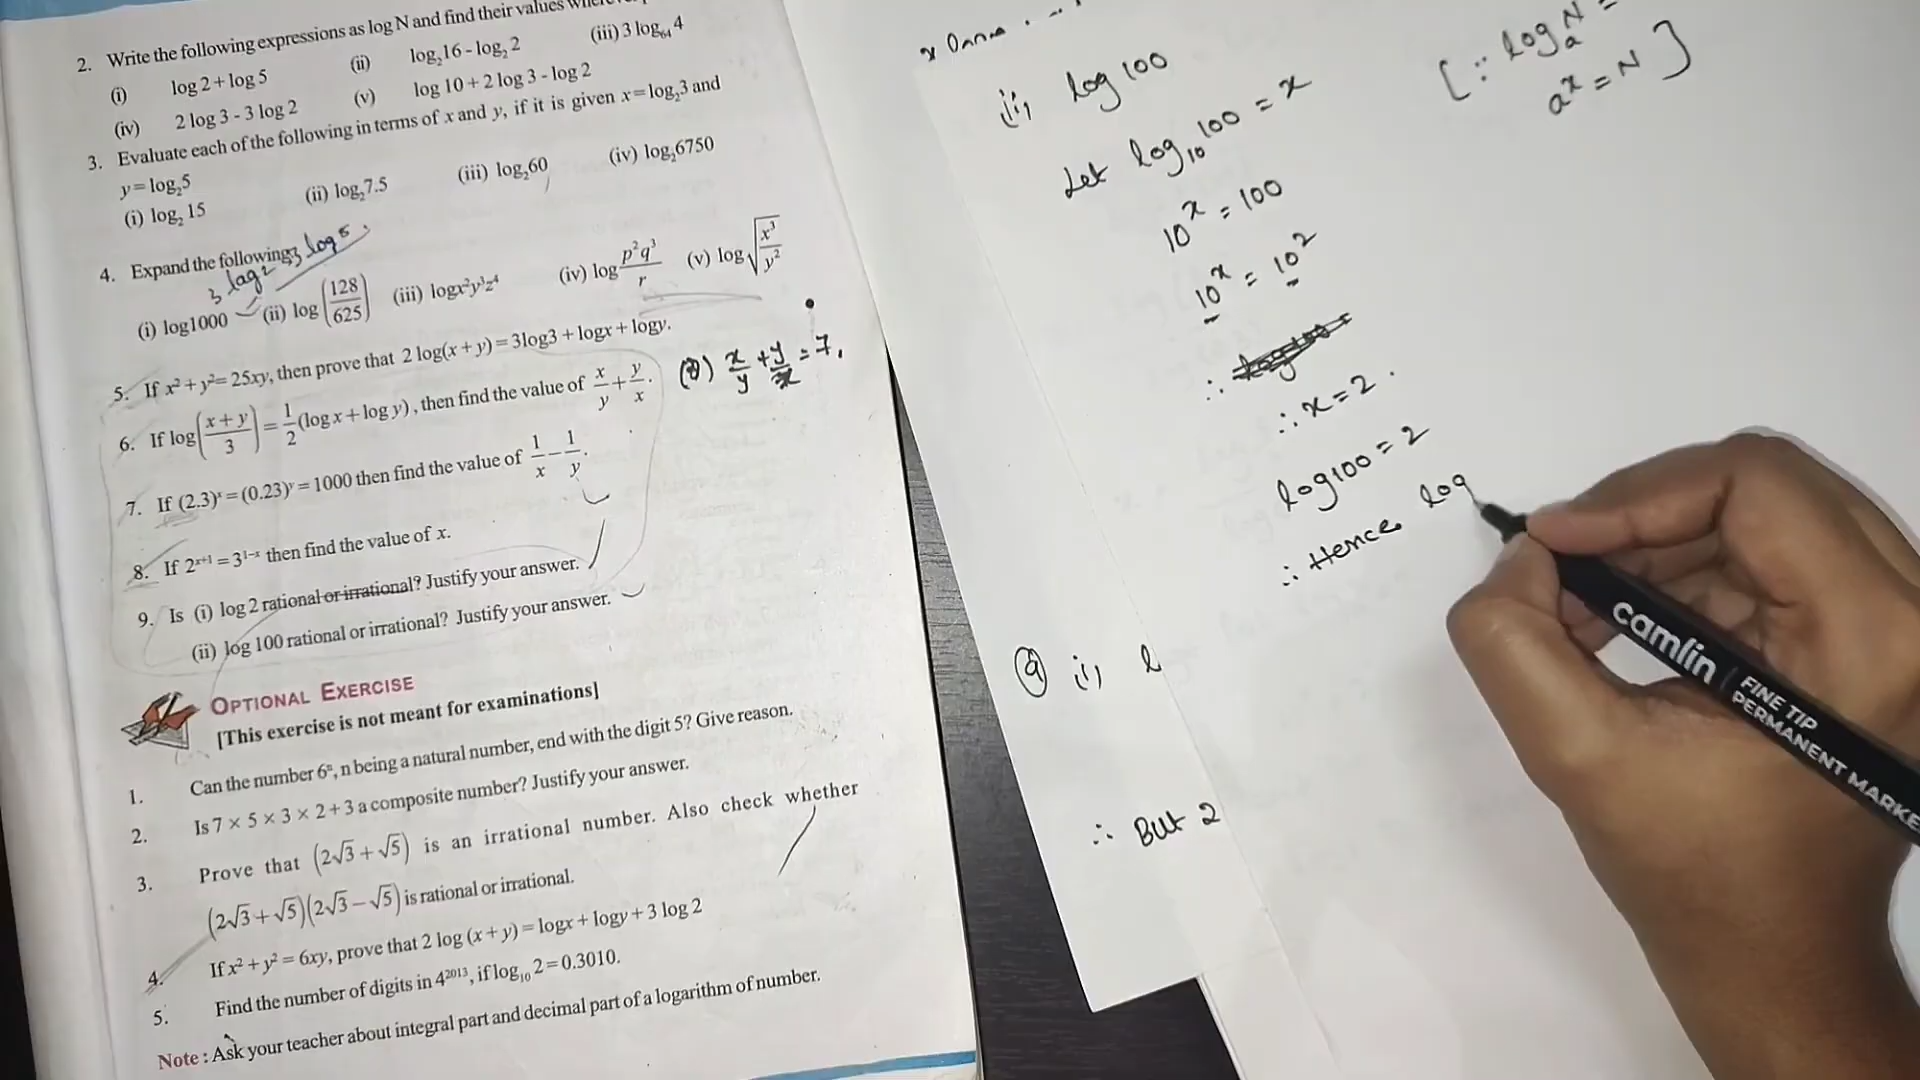 2. Write the following expressions as log N and find their values
(i) log 2 + log 5 (ii) log₂16 - log₂ 2 (iii) 3 log₆₄ 4
(iv) 2 log 3 - 3 log 2 (v) log 10 + 2 log 3 - log 2
3. Evaluate each of the following in terms of x and y, if it is given x = log₂3 and
y = log₂5
(i) log₂ 15 (ii) log₂7.5 (iii) log₂60 (iv) log₂6750
4. Expand the following
3 log 2 + 3 log 5.
(i) log1000 (ii) log(128/625) (iii) logx²y³z⁴ (iv) log p²q³/r (v) log√(x³/y²)
5. If x² + y² = 25xy, then prove that 2 log(x + y) = 3log3 + logx + logy.
6. If log((x + y)/3) = 1/2 (log x + log y), then find the value of x/y + y/x. x/y + y/x = 7.
7. If (2.3)ˣ = (0.23)ʸ = 1000 then find the value of 1/x − 1/y.
8. If 2ˣ⁺¹ = 3¹⁻ˣ then find the value of x.
9. Is (i) log 2 rational or irrational? Justify your answer.
(ii) log 100 rational or irrational? Justify your answer.
OPTIONAL EXERCISE
[This exercise is not meant for examinations]
1. Can the number 6ⁿ, n being a natural number, end with the digit 5? Give reason.
2. Is 7 × 5 × 3 × 2 + 3 a composite number? Justify your answer.
3. Prove that (2√3 + √5) is an irrational number. Also check whether
(2√3 + √5)(2√3 − √5) is rational or irrational.
4. If x² + y² = 6xy, prove that 2 log (x + y) = logx + logy + 3 log 2
5. Find the number of digits in 4²⁰¹³, if log₁₀ 2 = 0.3010.
Note : Ask your teacher about integral part and decimal part of a logarithm of number.
ii, log 100
Let log₁₀100 = x
[∵ logₐN =
aˣ = N ]
10ˣ = 100
10ˣ = 10²
∴ x = 2.
log100 = 2
∴ Hence log
9 i, l
∴ But 2
camlin
FINE TIP
PERMANENT MARKE